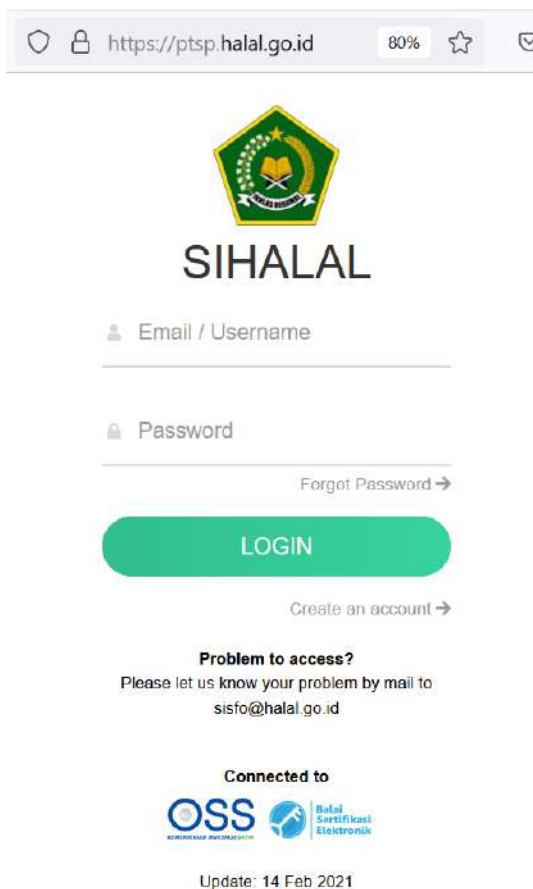 https://ptsp.halal.go.id 80%
IKHLAS BERAMAL
SIHALAL
Email / Username
Password
Forgot Password →
LOGIN
Create an account →
Problem to access?
Please let us know your problem by mail to
sisfo@halal.go.id
Connected to
OSS
Balai
Sertifikasi
Elektronik
Update: 14 Feb 2021